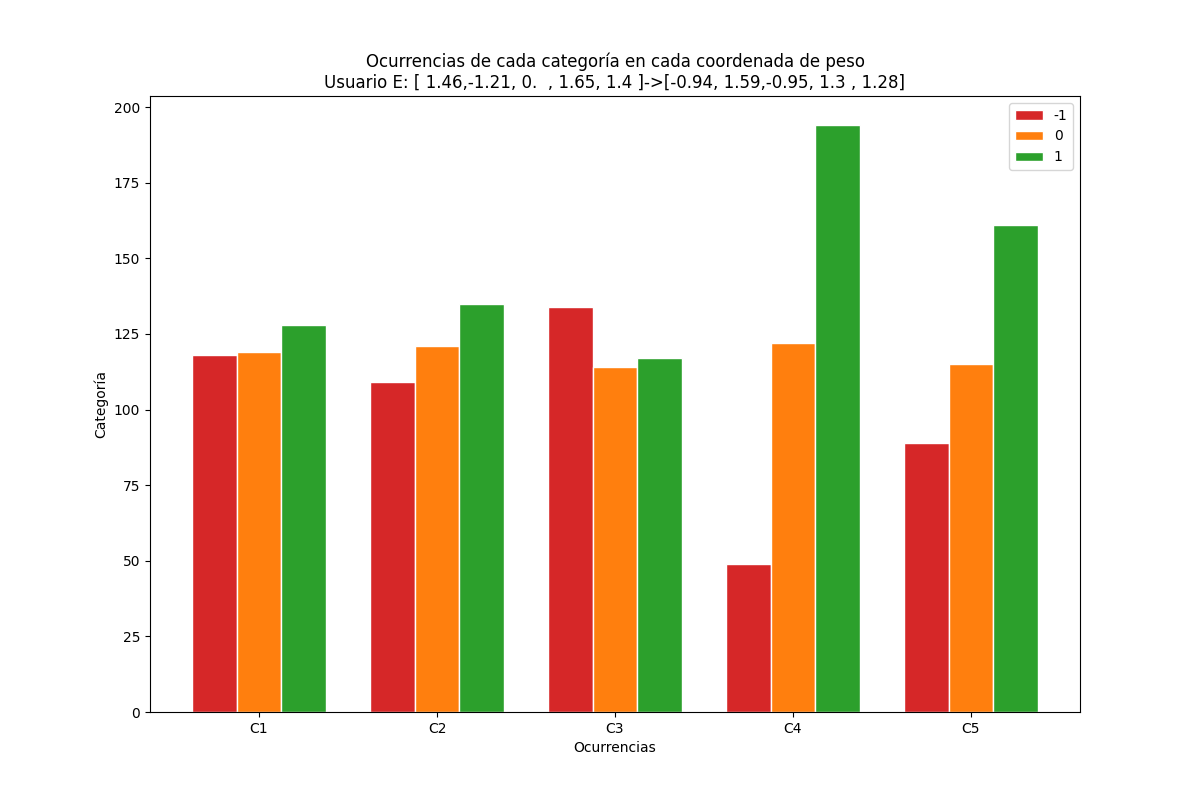 Ocurrencias de cada categoría en cada coordenada de peso
Usuario E: [ 1.46,-1.21, 0.  , 1.65, 1.4 ]->[-0.94, 1.59,-0.95, 1.3 , 1.28]
200
175
150
125
100
75
50
25
0
Categoría
-1
0
1
C1 C2 C3 C4 C5
Ocurrencias